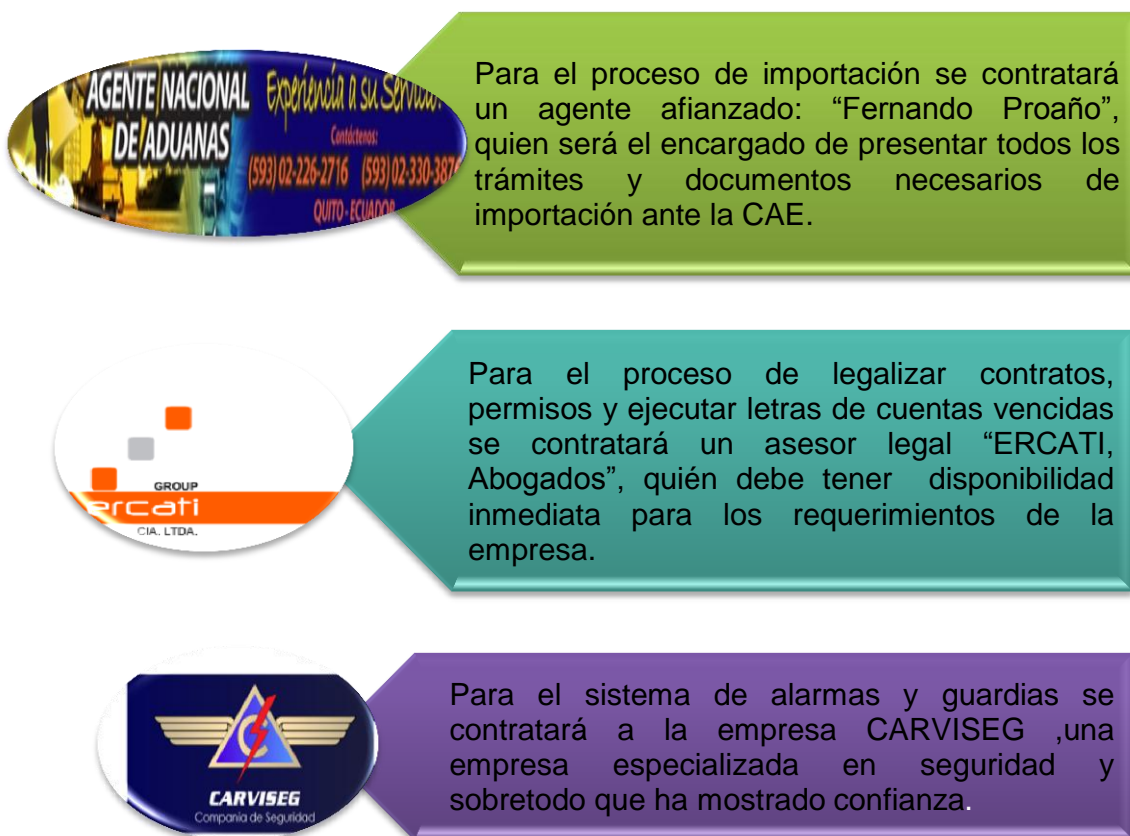 AGENTE NACIONAL
DE ADUANAS
Experiencia a su Servicio.
Contáctenos:
(593) 02-226-2716 (593) 02-330-387
QUITO - ECUADOR
Para el proceso de importación se contratará
un agente afianzado: “Fernando Proaño”,
quien será el encargado de presentar todos los
trámites y documentos necesarios de
importación ante la CAE.
GROUP
ercati
CIA. LTDA.
Para el proceso de legalizar contratos,
permisos y ejecutar letras de cuentas vencidas
se contratará un asesor legal “ERCATI,
Abogados”, quién debe tener disponibilidad
inmediata para los requerimientos de la
empresa.
C
CARVISEG
Compañía de Seguridad
Para el sistema de alarmas y guardias se
contratará a la empresa CARVISEG ,una
empresa especializada en seguridad y
sobretodo que ha mostrado confianza.